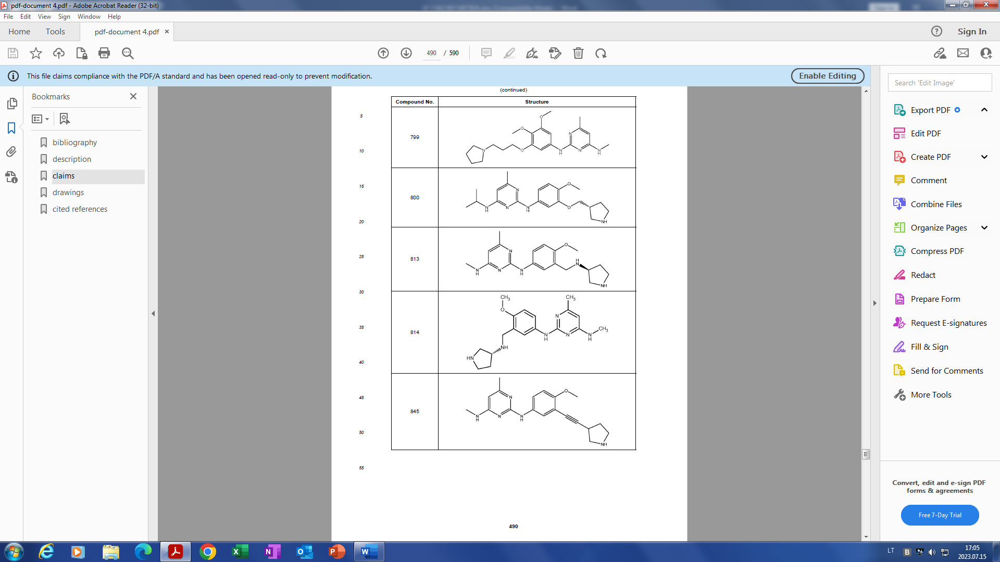 pdf-document 4.pdf - Adobe Acrobat Reader (32-bit)
File Edit View Sign Window Help
Home Tools pdf-document 4.pdf
Sign In
490 / 590
This file claims compliance with the PDF/A standard and has been opened read-only to prevent modification.
Enable Editing
Bookmarks
bibliography
description
claims
drawings
cited references
(continued)
Compound No. Structure
5
799
10
O
O
O
N
N
N
N
H
N
H
15
800
20
N
N
N
H
N
H
O
O
NH
25
813
30
N
N
N
H
N
H
O
H
N
NH
35
814
40
CH3
O
CH3
N
N
N
H
N
H
CH3
NH
HN
45
845
50
N
N
N
H
N
H
O
NH
55
490
Search 'Edit Image'
Export PDF
Edit PDF
Create PDF
Comment
Combine Files
Organize Pages
Compress PDF
Redact
Prepare Form
Request E-signatures
Fill & Sign
Send for Comments
More Tools
Convert, edit and e-sign PDF
forms & agreements
Free 7-Day Trial
LT
17:05
2023.07.15